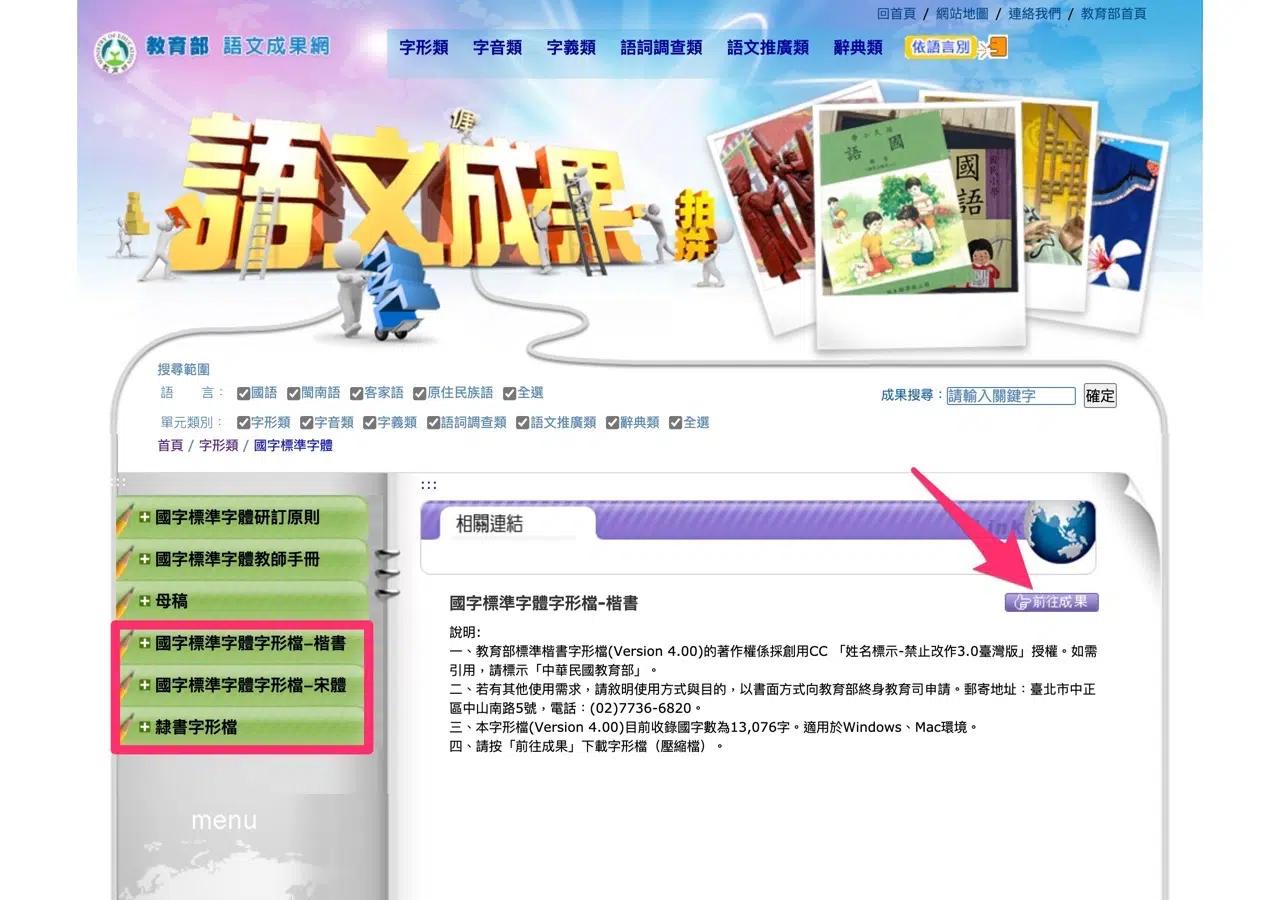 回首頁 / 網站地圖 / 連絡我們 / 教育部首頁
教育部 語文成果網
字形類 字音類 字義類 語詞調查類 語文推廣類 辭典類 依語言別
語文成果
國語
國語
搜尋範圍
語 言： 國語 閩南語 客家語 原住民族語 全選
成果搜尋： 請輸入關鍵字 確定
單元類別： 字形類 字音類 字義類 語詞調查類 語文推廣類 辭典類 全選
首頁 / 字形類 / 國字標準字體
國字標準字體研訂原則
國字標準字體教師手冊
母稿
國字標準字體字形檔–楷書
國字標準字體字形檔–宋體
隸書字形檔
menu
相關連結
Link
國字標準字體字形檔-楷書
前往成果
說明:
一、教育部標準楷書字形檔(Version 4.00)的著作權係採創用CC 「姓名標示-禁止改作3.0臺灣版」授權。如需
引用，請標示「中華民國教育部」。
二、若有其他使用需求，請敘明使用方式與目的，以書面方式向教育部終身教育司申請。郵寄地址：臺北市中正
區中山南路5號，電話：(02)7736-6820。
三、本字形檔(Version 4.00)目前收錄國字數為13,076字。適用於Windows、Mac環境。
四、請按「前往成果」下載字形檔（壓縮檔）。